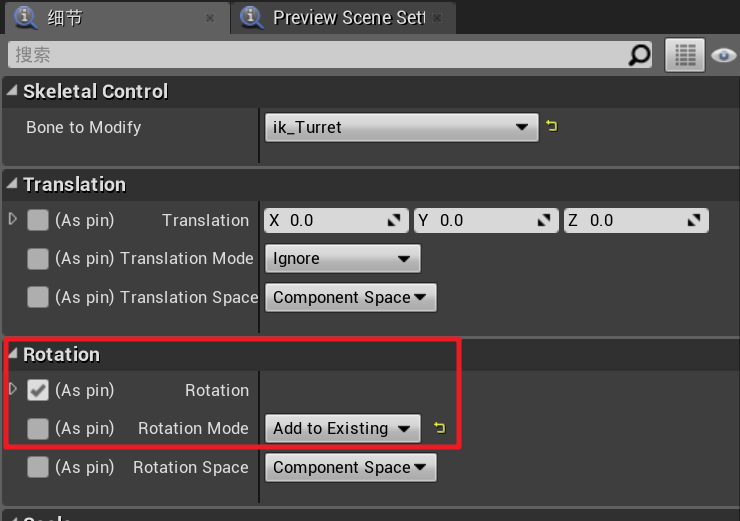 细节 Preview Scene Sett
搜索
Skeletal Control
Bone to Modify ik_Turret
Translation
(As pin) Translation X 0.0 Y 0.0 Z 0.0
(As pin) Translation Mode Ignore
(As pin) Translation Space Component Space
Rotation
(As pin) Rotation
(As pin) Rotation Mode Add to Existing
(As pin) Rotation Space Component Space